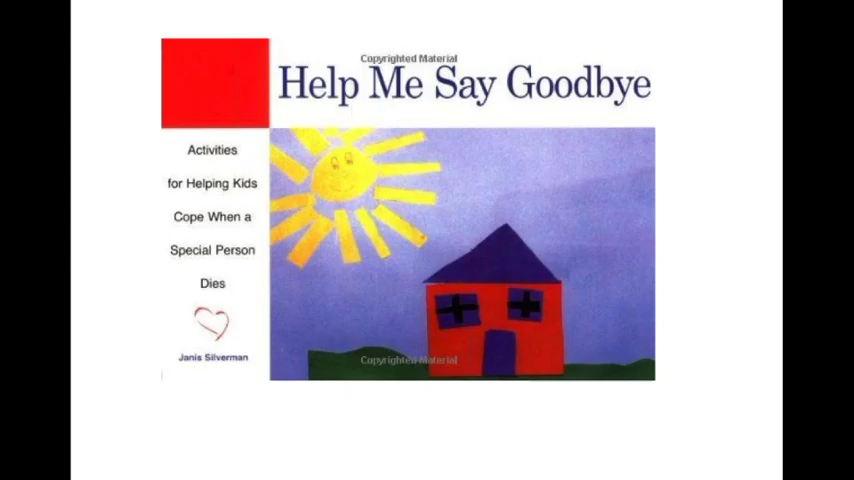 Copyrighted Material
Help Me Say Goodbye
Activities
for Helping Kids
Cope When a
Special Person
Dies
Janis Silverman
Copyrighted Material